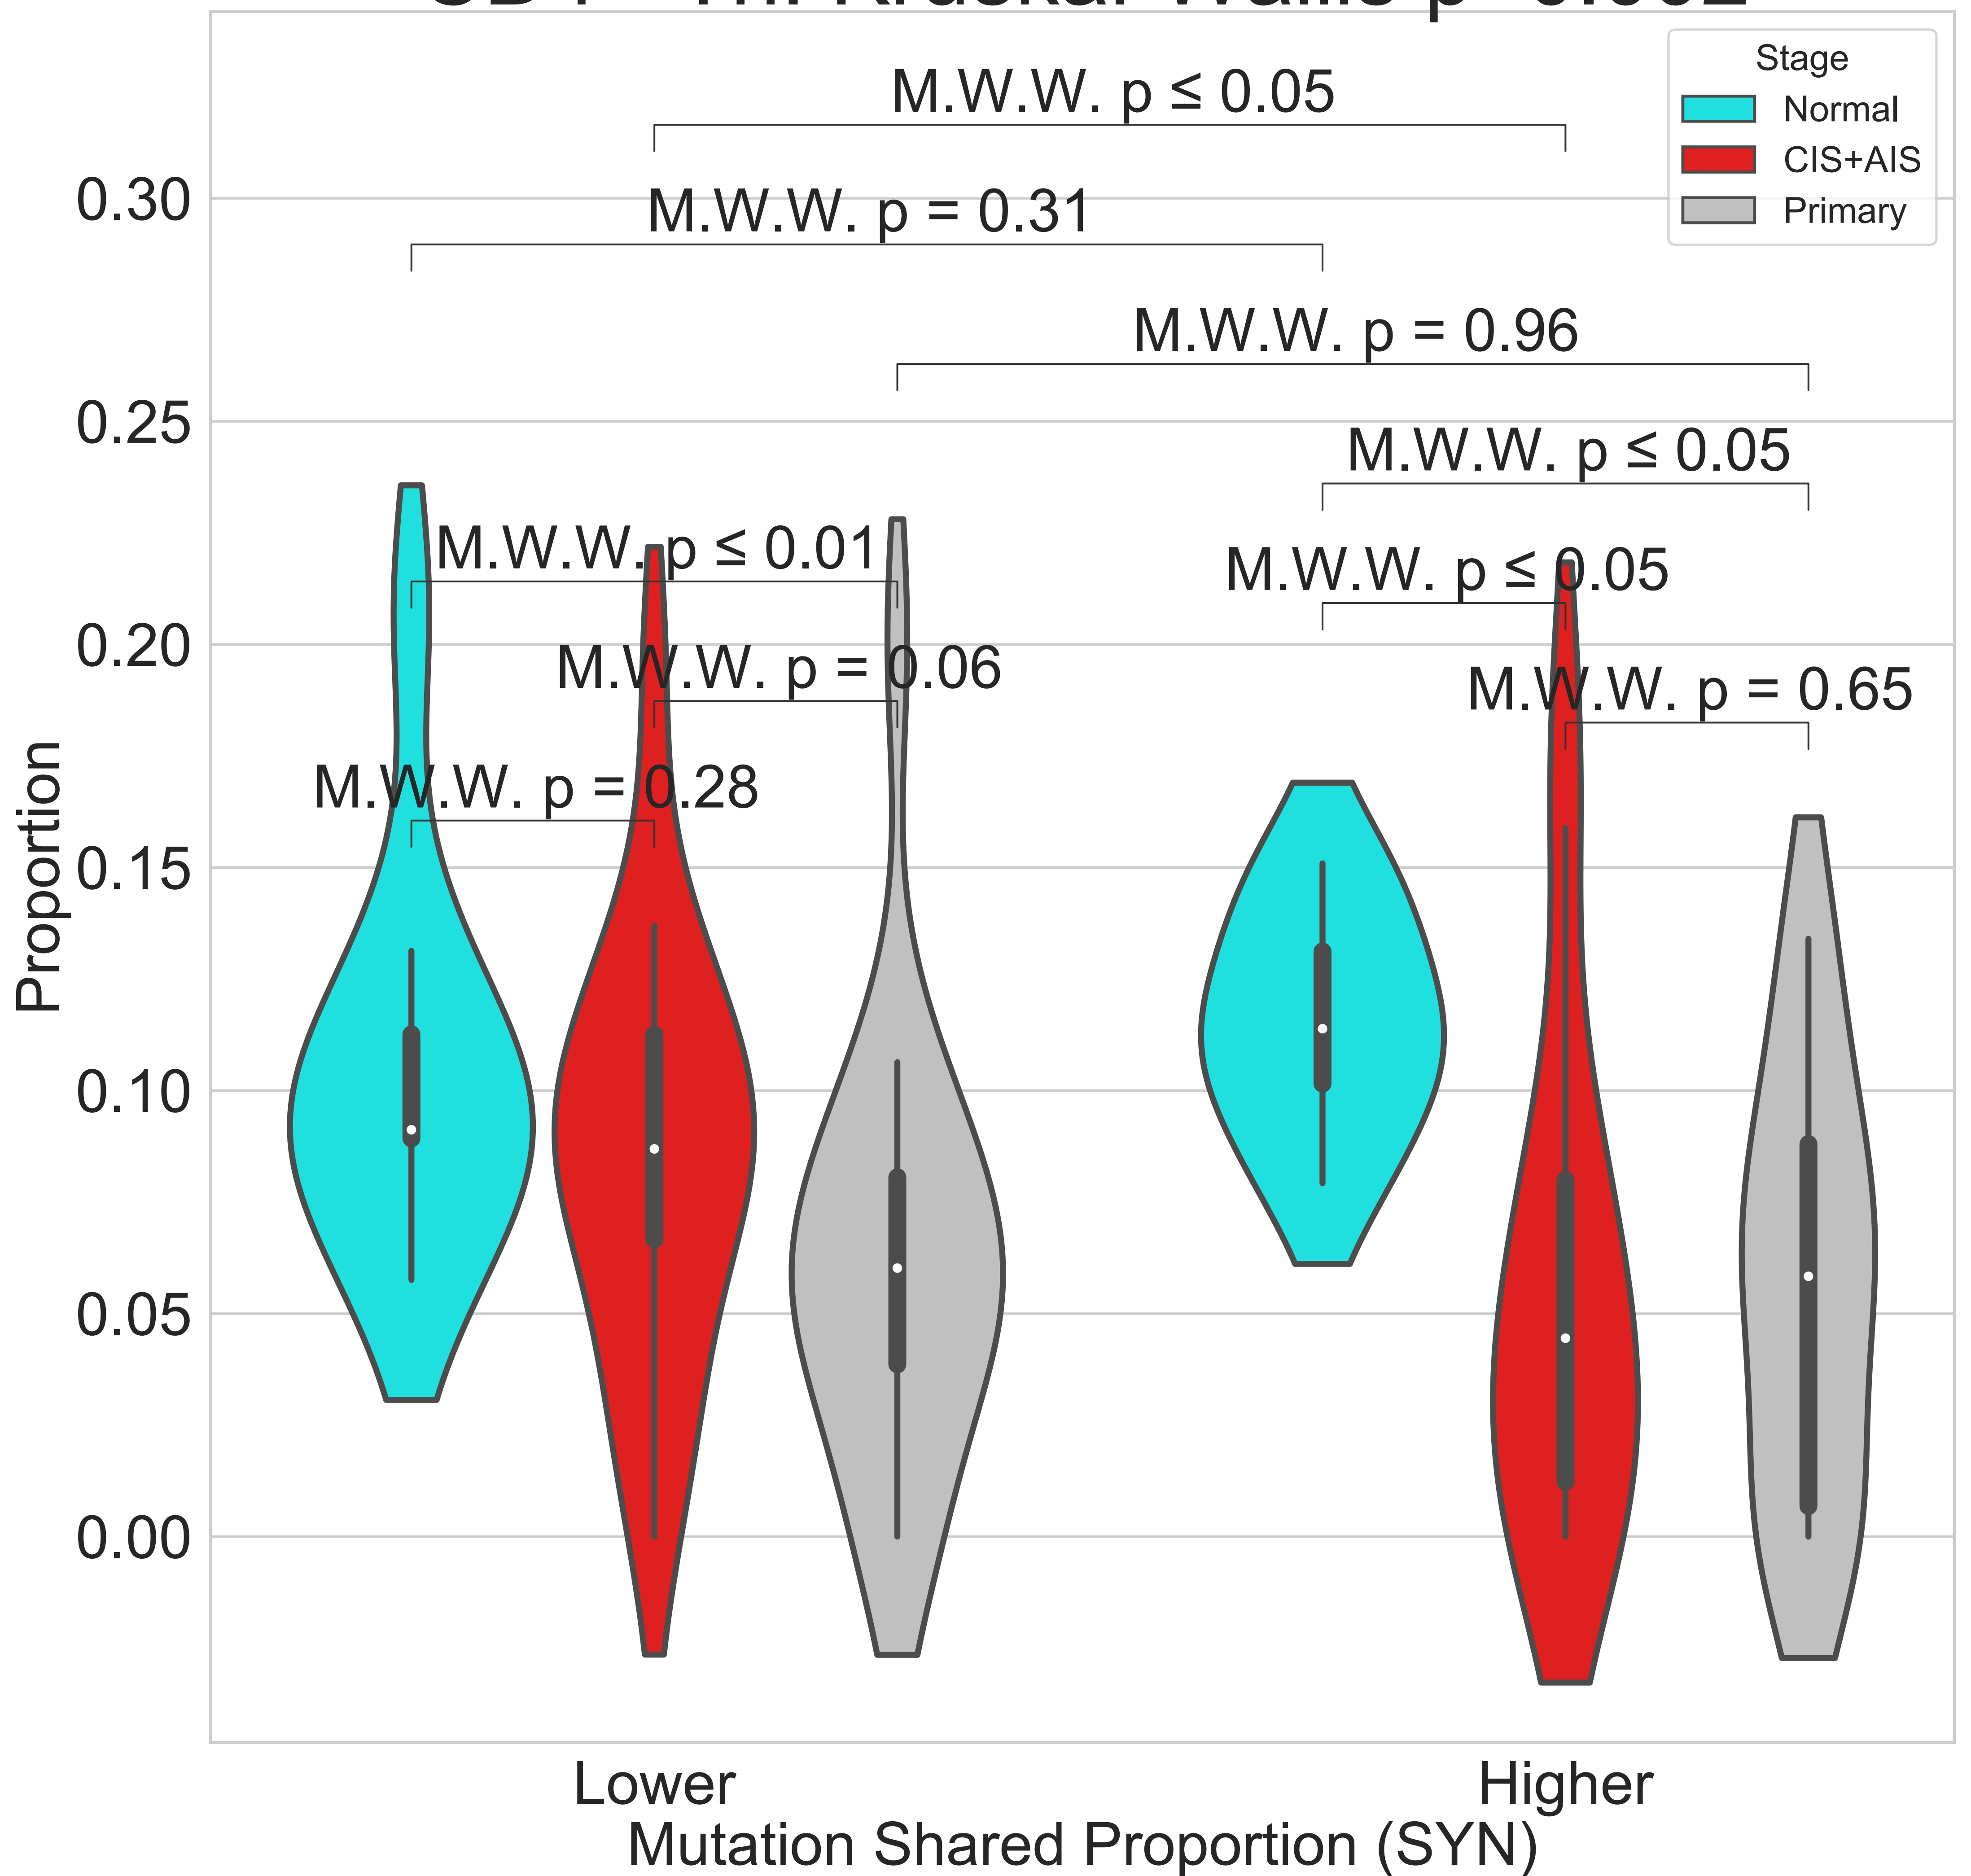 Stage
Normal
CIS+AIS
Primary
M.W.W. p ≤ 0.05
M.W.W. p = 0.31
M.W.W. p = 0.96
M.W.W. p ≤ 0.05
M.W.W. p ≤ 0.01
M.W.W. p ≤ 0.05
M.W.W. p = 0.06
M.W.W. p = 0.65
M.W.W. p = 0.28
0.30
0.25
0.20
0.15
0.10
0.05
0.00
Proportion
Lower
Higher
Mutation Shared Proportion (SYN)